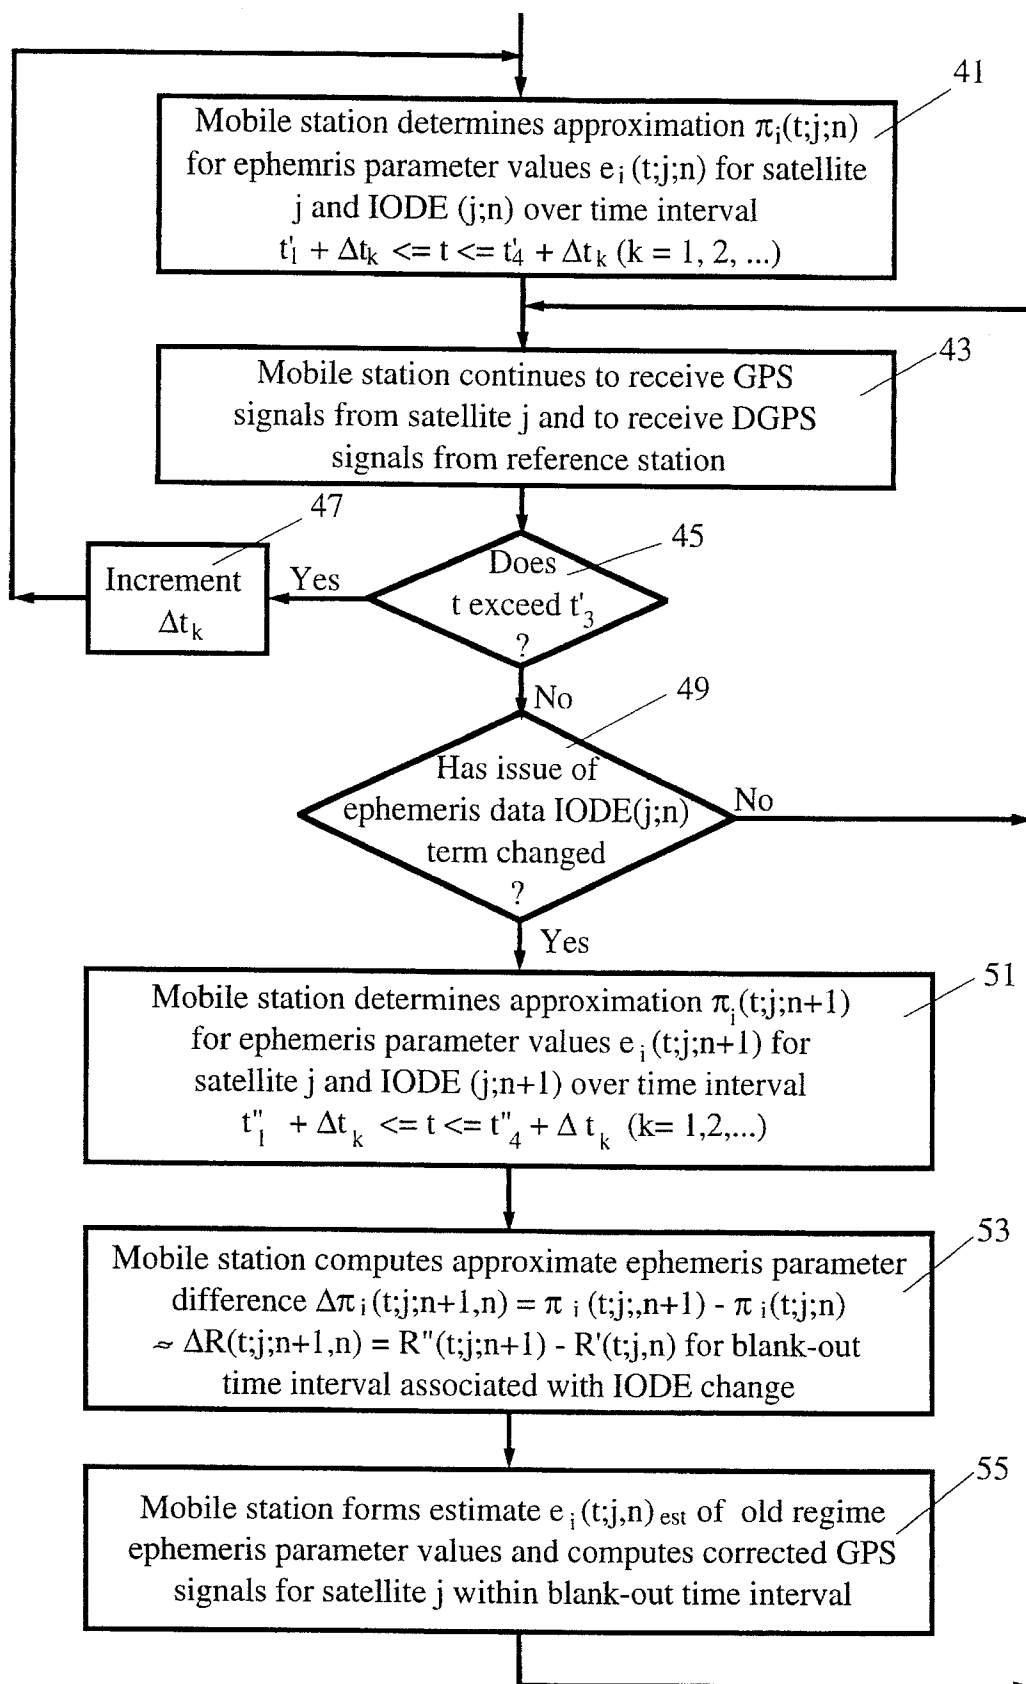 41
Mobile station determines approximation πi(t;j;n)
for ephemris parameter values ei(t;j;n) for satellite
j and IODE (j;n) over time interval
t'1 + Δtk <= t <= t'4 + Δtk (k = 1, 2, ...)
43
Mobile station continues to receive GPS
signals from satellite j and to receive DGPS
signals from reference station
47
45
Increment
Δtk
Yes
Does
t exceed t'3
?
No
49
Has issue of
ephemeris data IODE(j;n)
term changed
?
No
Yes
51
Mobile station determines approximation πi(t;j;n+1)
for ephemeris parameter values ei(t;j;n+1) for
satellite j and IODE (j;n+1) over time interval
t"1 + Δtk <= t <= t"4 + Δ tk (k= 1,2,...)
53
Mobile station computes approximate ephemeris parameter
difference Δπi(t;j;n+1,n) = πi(t;j;,n+1) - πi(t;j;n)
~ ΔR(t;j;n+1,n) = R"(t;j;n+1) - R'(t;j,n) for blank-out
time interval associated with IODE change
55
Mobile station forms estimate ei(t;j,n)est of old regime
ephemeris parameter values and computes corrected GPS
signals for satellite j within blank-out time interval